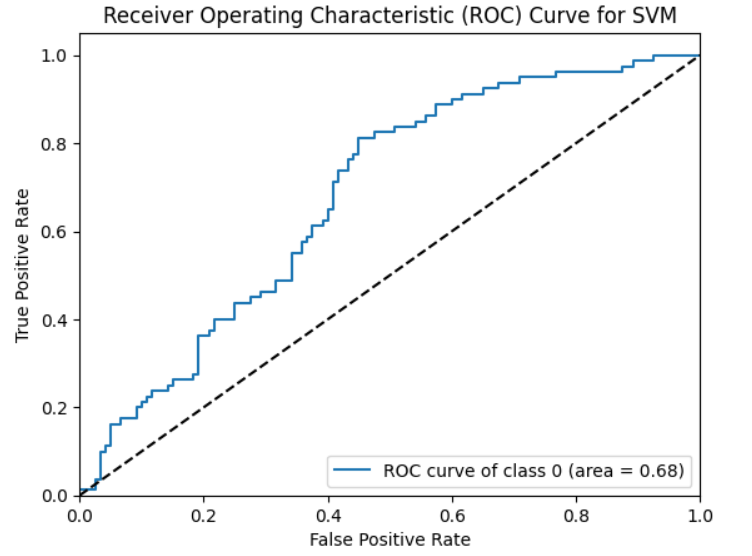 Receiver Operating Characteristic (ROC) Curve for SVM
1.0
0.8
0.6
0.4
0.2
0.0
True Positive Rate
ROC curve of class 0 (area = 0.68)
0.0 0.2 0.4 0.6 0.8 1.0
False Positive Rate